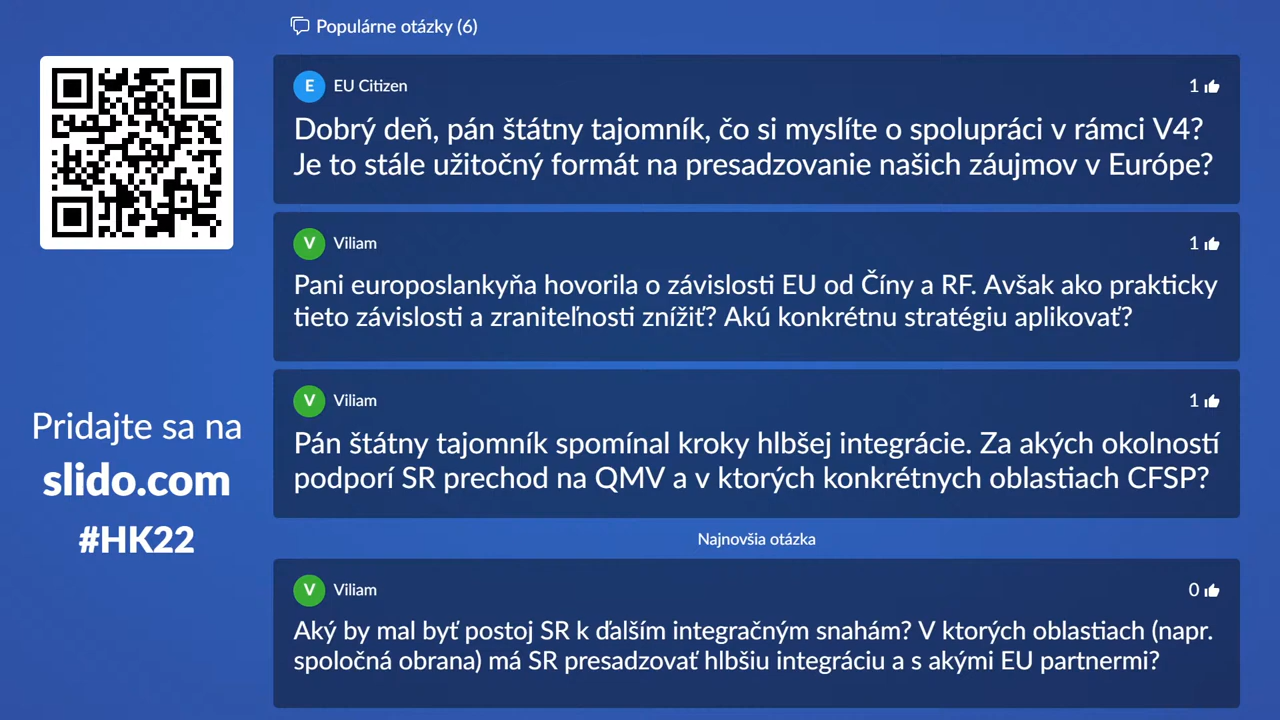 Populárne otázky (6)
E EU Citizen 1
Dobrý deň, pán štátny tajomník, čo si myslíte o spolupráci v rámci V4?
Je to stále užitočný formát na presadzovanie našich záujmov v Európe?
V Viliam 1
Pani europoslankyňa hovorila o závislosti EU od Číny a RF. Avšak ako prakticky
tieto závislosti a zraniteľnosti znížiť? Akú konkrétnu stratégiu aplikovať?
V Viliam 1
Pán štátny tajomník spomínal kroky hlbšej integrácie. Za akých okolností
podporí SR prechod na QMV a v ktorých konkrétnych oblastiach CFSP?
Najnovšia otázka
V Viliam 0
Aký by mal byť postoj SR k ďalším integračným snahám? V ktorých oblastiach (napr.
spoločná obrana) má SR presadzovať hlbšiu integráciu a s akými EU partnermi?
Pridajte sa na
slido.com
#HK22